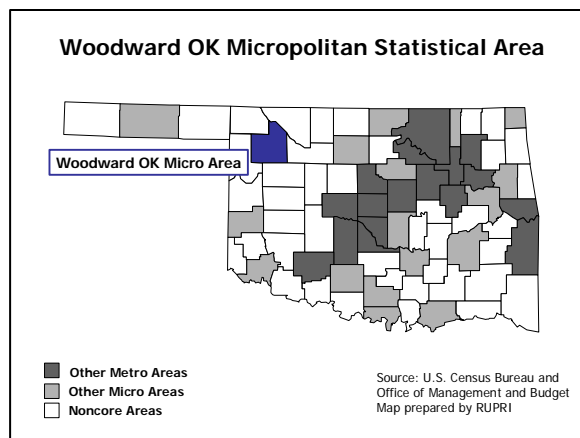 Woodward OK Micropolitan Statistical Area
Woodward OK Micro Area
Other Metro Areas
Other Micro Areas
Noncore Areas
Source: U.S. Census Bureau and
Office of Management and Budget
Map prepared by RUPRI